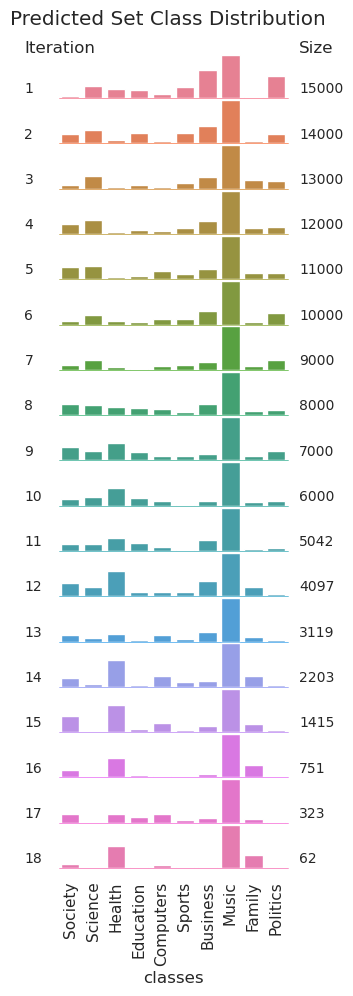 Predicted Set Class Distribution
Iteration Size
1 15000
2 14000
3 13000
4 12000
5 11000
6 10000
7 9000
8 8000
9 7000
10 6000
11 5042
12 4097
13 3119
14 2203
15 1415
16 751
17 323
18 62
Society
Science
Health
Education
Computers
Sports
Business
Music
Family
Politics
classes